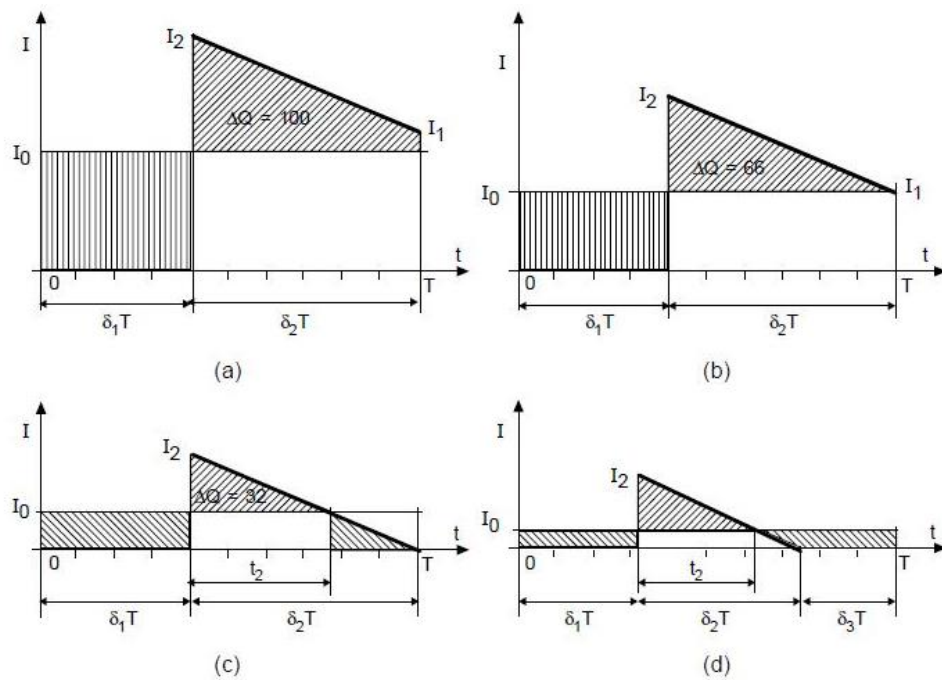 I
I₂
ΔQ = 100
I₁
I₀
t
0
T
δ₁T
δ₂T
(a)
I
I₂
ΔQ = 66
I₀
I₁
t
0
T
δ₁T
δ₂T
(b)
I
I₂
I₀
ΔQ = 32
t
0
t₂
T
δ₁T
δ₂T
(c)
I
I₂
I₀
t
0
t₂
T
δ₁T
δ₂T
δ₃T
(d)